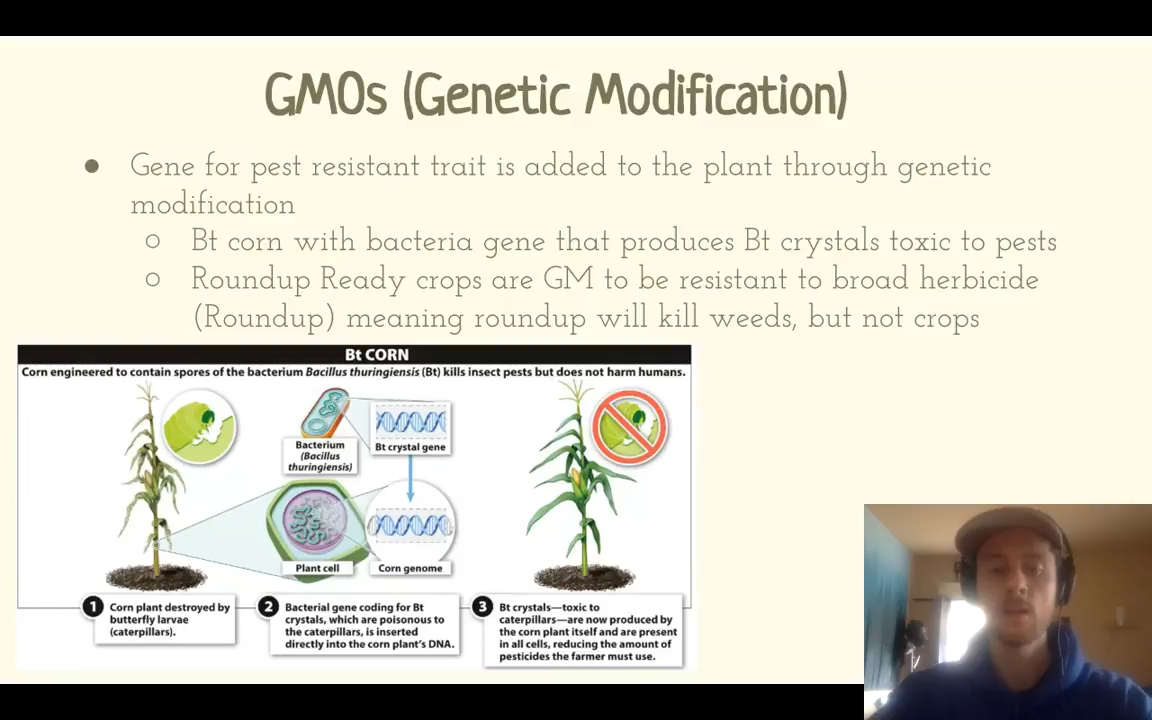 GMOs (Genetic Modification)
● Gene for pest resistant trait is added to the plant through genetic
modification
○ Bt corn with bacteria gene that produces Bt crystals toxic to pests
○ Roundup Ready crops are GM to be resistant to broad herbicide
(Roundup) meaning roundup will kill weeds, but not crops
Bt CORN
Corn engineered to contain spores of the bacterium Bacillus thuringiensis (Bt) kills insect pests but does not harm humans.
Bacterium
(Bacillus
thuringiensis)
Bt crystal gene
Plant cell
Corn genome
1 Corn plant destroyed by
butterfly larvae
(caterpillars).
2 Bacterial gene coding for Bt
crystals, which are poisonous to
the caterpillars, is inserted
directly into the corn plant's DNA.
3 Bt crystals—toxic to
caterpillars—are now produced by
the corn plant itself and are present
in all cells, reducing the amount of
pesticides the farmer must use.